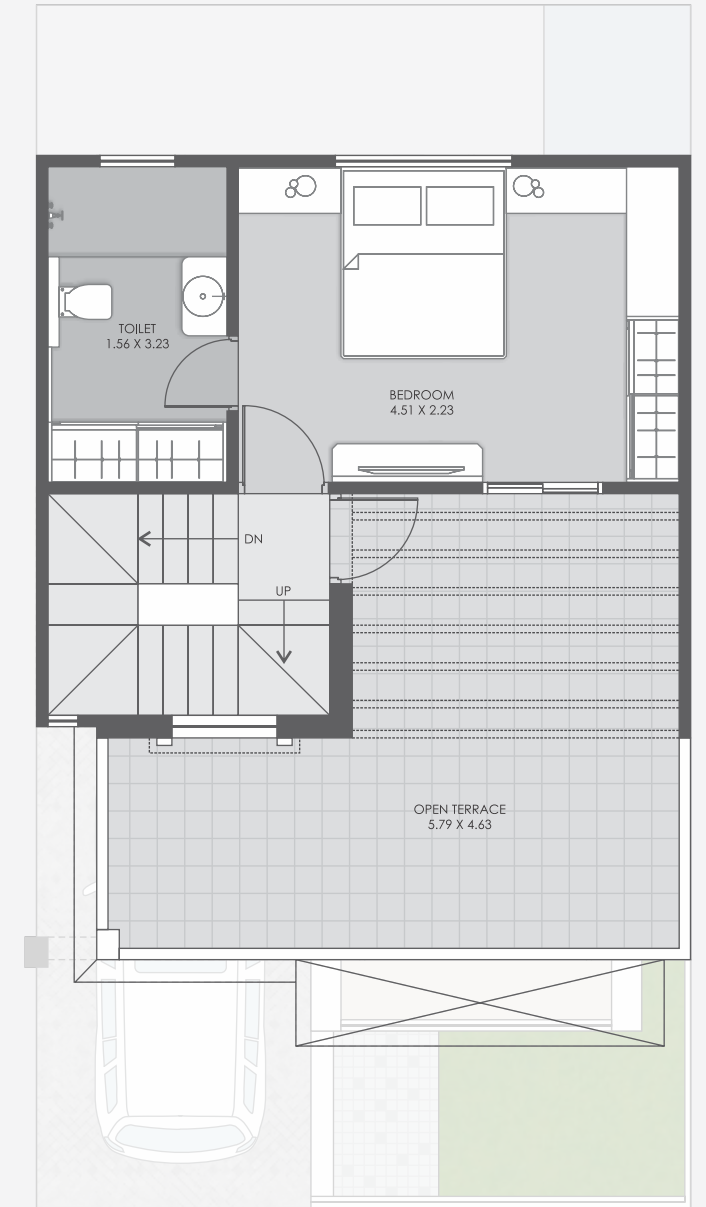 TOILET
1.56 X 3.23
BEDROOM
4.51 X 2.23
DN
UP
OPEN TERRACE
5.79 X 4.63